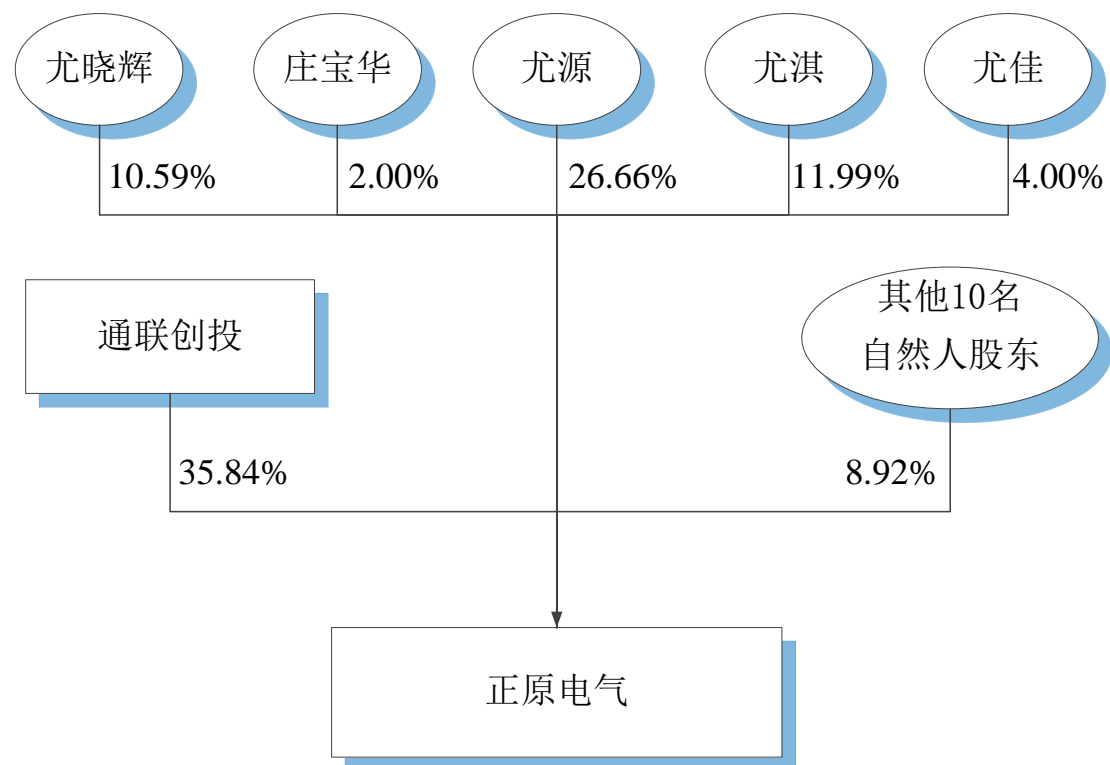 尤晓辉
庄宝华
尤源
尤淇
尤佳
10.59%
2.00%
26.66%
11.99%
4.00%
通联创投
其他10名
自然人股东
35.84%
8.92%
正原电气